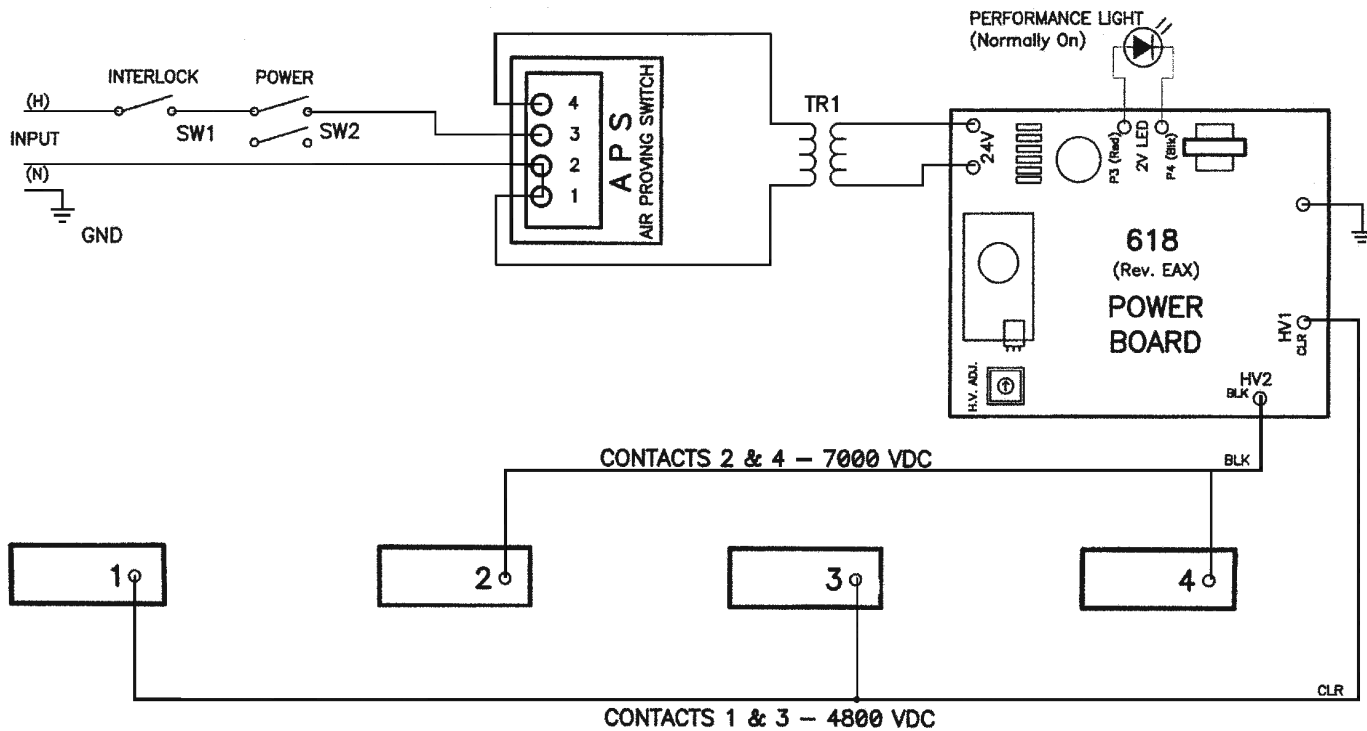 PERFORMANCE LIGHT
(Normally On)
INTERLOCK
POWER
(H)
INPUT
SW1
SW2
(N)
GND
4
3
2
1
APS
AIR PROVING SWITCH
TR1
24V
P3 (Red)
2V LED
P4 (Blk)
618
(Rev. EAX)
POWER
BOARD
HV1
CLR
H.V. ADJ.
HV2
BLK
CONTACTS 2 & 4 – 7000 VDC
BLK
1
2
3
4
CLR
CONTACTS 1 & 3 – 4800 VDC